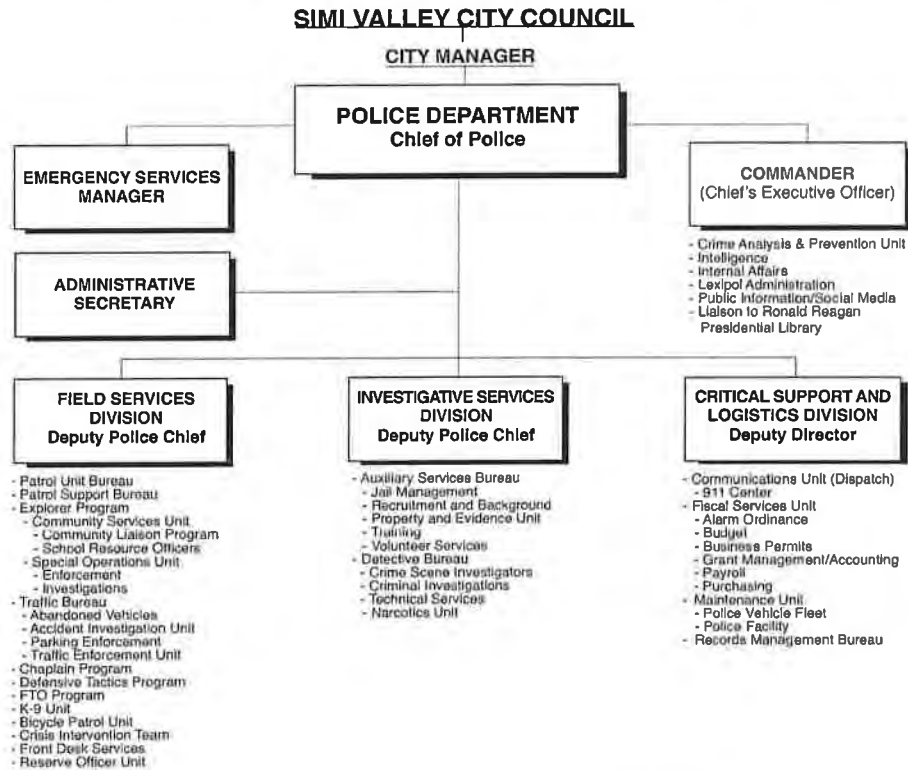 SIMI VALLEY CITY COUNCIL
CITY MANAGER
POLICE DEPARTMENT
Chief of Police
EMERGENCY SERVICES
MANAGER
COMMANDER
(Chief's Executive Officer)
- Crime Analysis & Prevention Unit
- Intelligence
- Internal Affairs
- Lexipol Administration
- Public Information/Social Media
- Liaison to Ronald Reagan
Presidential Library
ADMINISTRATIVE
SECRETARY
FIELD SERVICES
DIVISION
Deputy Police Chief
- Patrol Unit Bureau
- Patrol Support Bureau
- Explorer Program
- Community Services Unit
- Community Liaison Program
- School Resource Officers
- Special Operations Unit
- Enforcement
- Investigations
- Traffic Bureau
- Abandoned Vehicles
- Accident Investigation Unit
- Parking Enforcement
- Traffic Enforcement Unit
- Chaplain Program
- Defensive Tactics Program
- FTO Program
- K-9 Unit
- Bicycle Patrol Unit
- Crisis Intervention Team
- Front Desk Services
- Reserve Officer Unit
INVESTIGATIVE SERVICES
DIVISION
Deputy Police Chief
- Auxiliary Services Bureau
- Jail Management
- Recruitment and Background
- Property and Evidence Unit
- Training
- Volunteer Services
- Detective Bureau
- Crime Scene Investigators
- Criminal Investigations
- Technical Services
- Narcotics Unit
CRITICAL SUPPORT AND
LOGISTICS DIVISION
Deputy Director
- Communications Unit (Dispatch)
- 911 Center
- Fiscal Services Unit
- Alarm Ordinance
- Budget
- Business Permits
- Grant Management/Accounting
- Payroll
- Purchasing
- Maintenance Unit
- Police Vehicle Fleet
- Police Facility
- Records Management Bureau